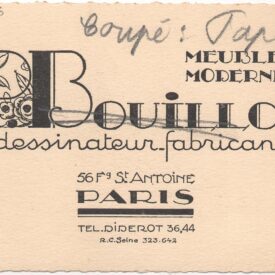 Coupé: Tap
MEUBLE
MODERNE
BOUILLO
dessinateur-fabrican
56 Fg St ANTOINE
PARIS
TEL. DIDEROT 36,44
R.C. Seine 323.642